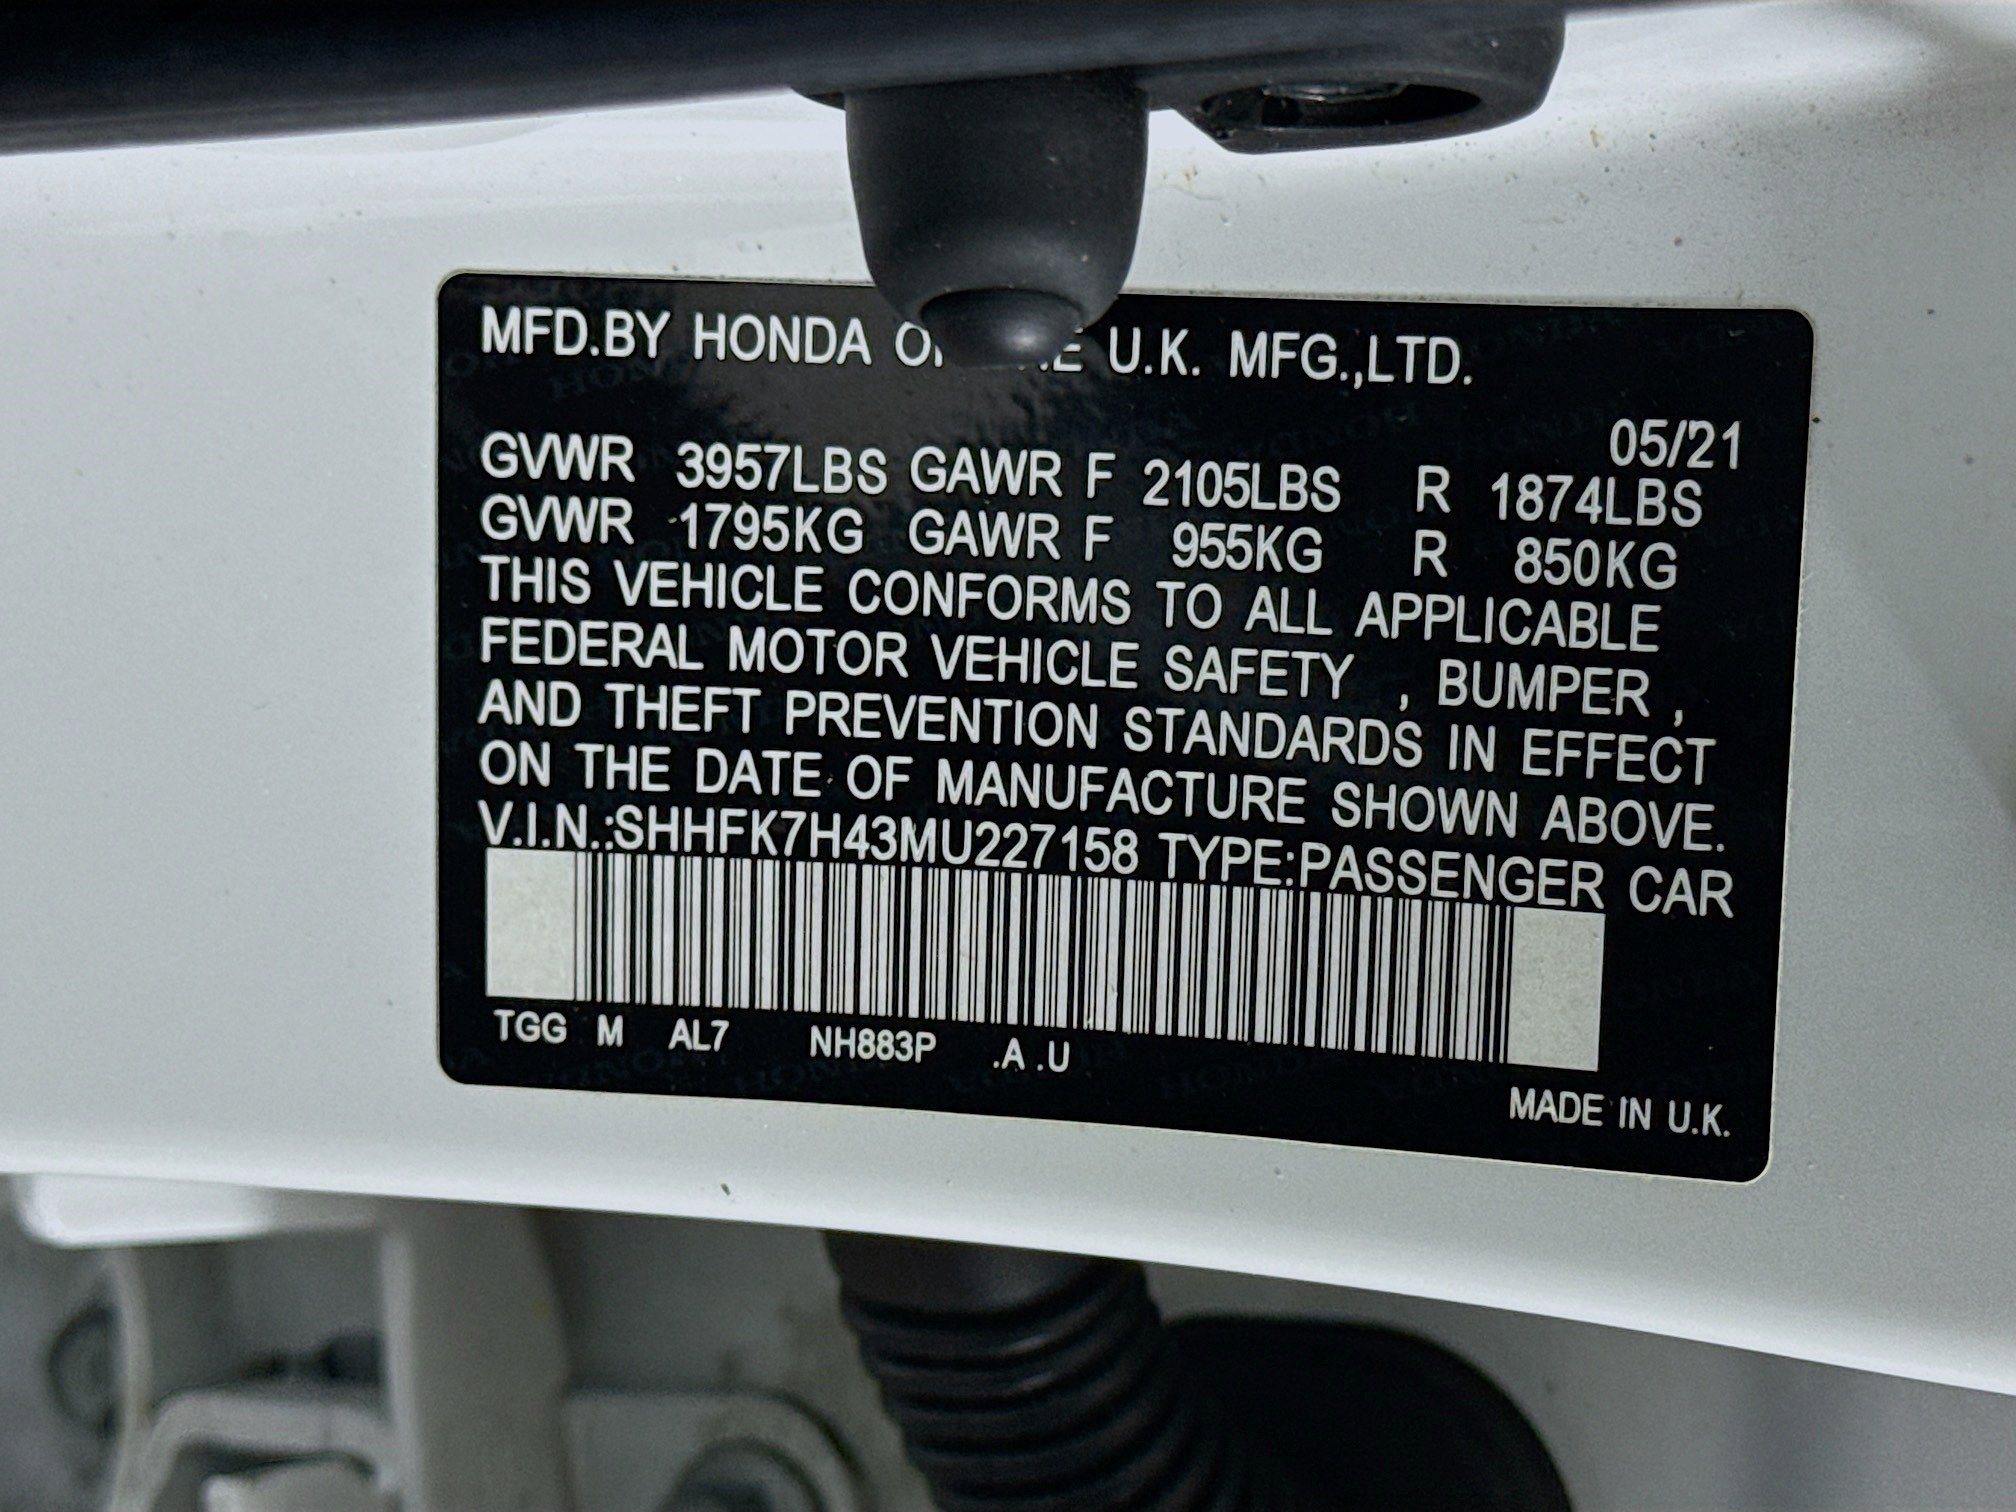 MFD.BY HONDA U.K. MFG.,LTD.
05/21
GVWR 3957LBS GAWR F 2105LBS R 1874LBS
GVWR 1795KG GAWR F 955KG R 850KG
THIS VEHICLE CONFORMS TO ALL APPLICABLE
FEDERAL MOTOR VEHICLE SAFETY , BUMPER ,
AND THEFT PREVENTION STANDARDS IN EFFECT
ON THE DATE OF MANUFACTURE SHOWN ABOVE.
V.I.N.:SHHFK7H43MU227158 TYPE:PASSENGER CAR
TGG M AL7 NH883P .A .U
MADE IN U.K.